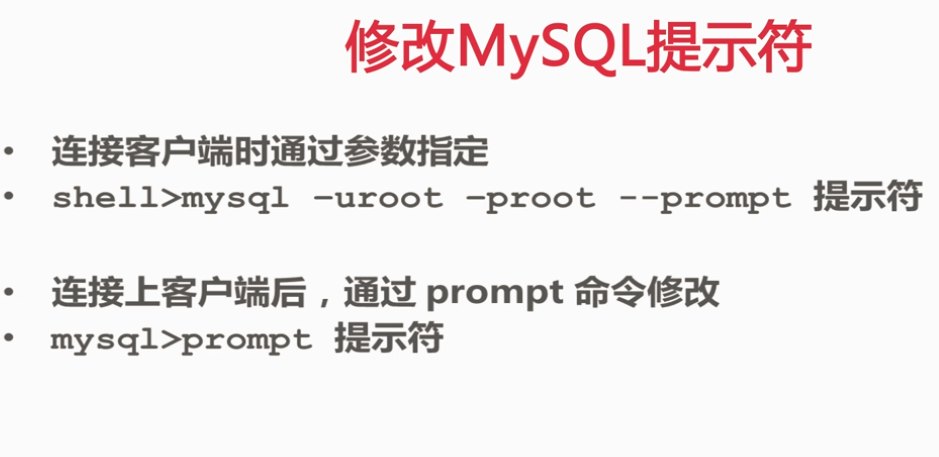 修改MySQL提示符
• 连接客户端时通过参数指定
• shell>mysql –uroot –proot --prompt 提示符
• 连接上客户端后，通过 prompt 命令修改
• mysql>prompt 提示符